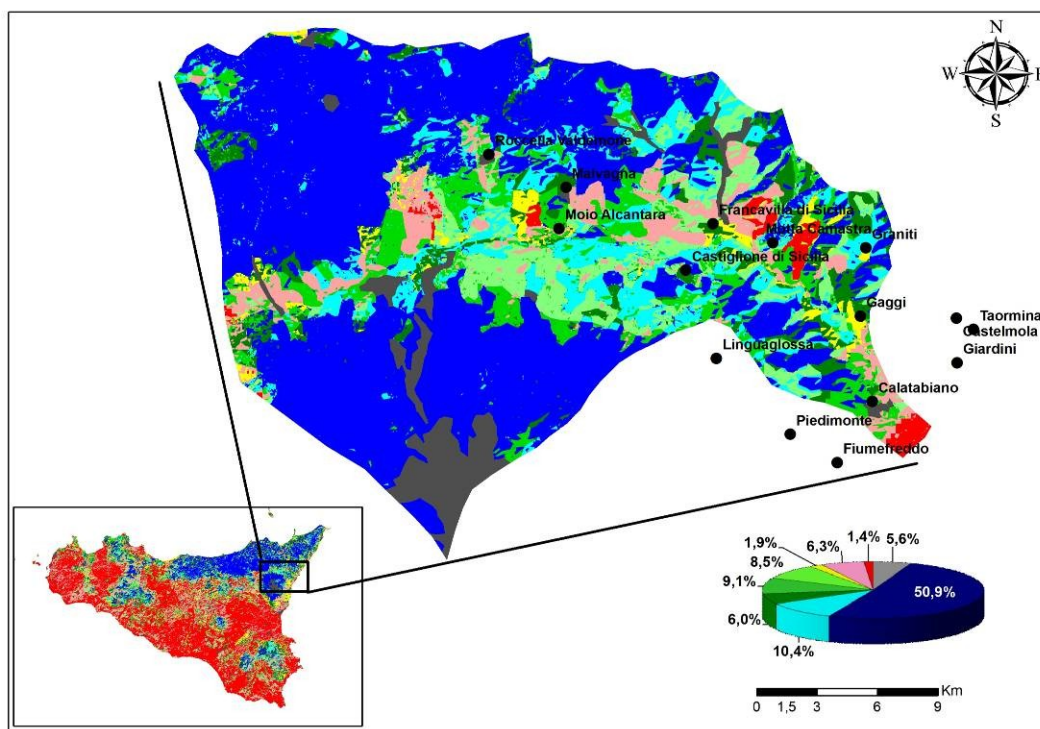 N
W E
S
Roccella Valdemone
Malvagna
Moio Alcantara
Francavilla di Sicilia
Motta Camastra
Graniti
Castiglione di Sicilia
Gaggi
Taormina
Castelmola
Giardini
Linguaglossa
Calatabiano
Piedimonte
Fiumefreddo
1,4%
5,6%
6,3%
1,9%
8,5%
9,1%
50,9%
6,0%
10,4%
Km
0 1,5 3 6 9